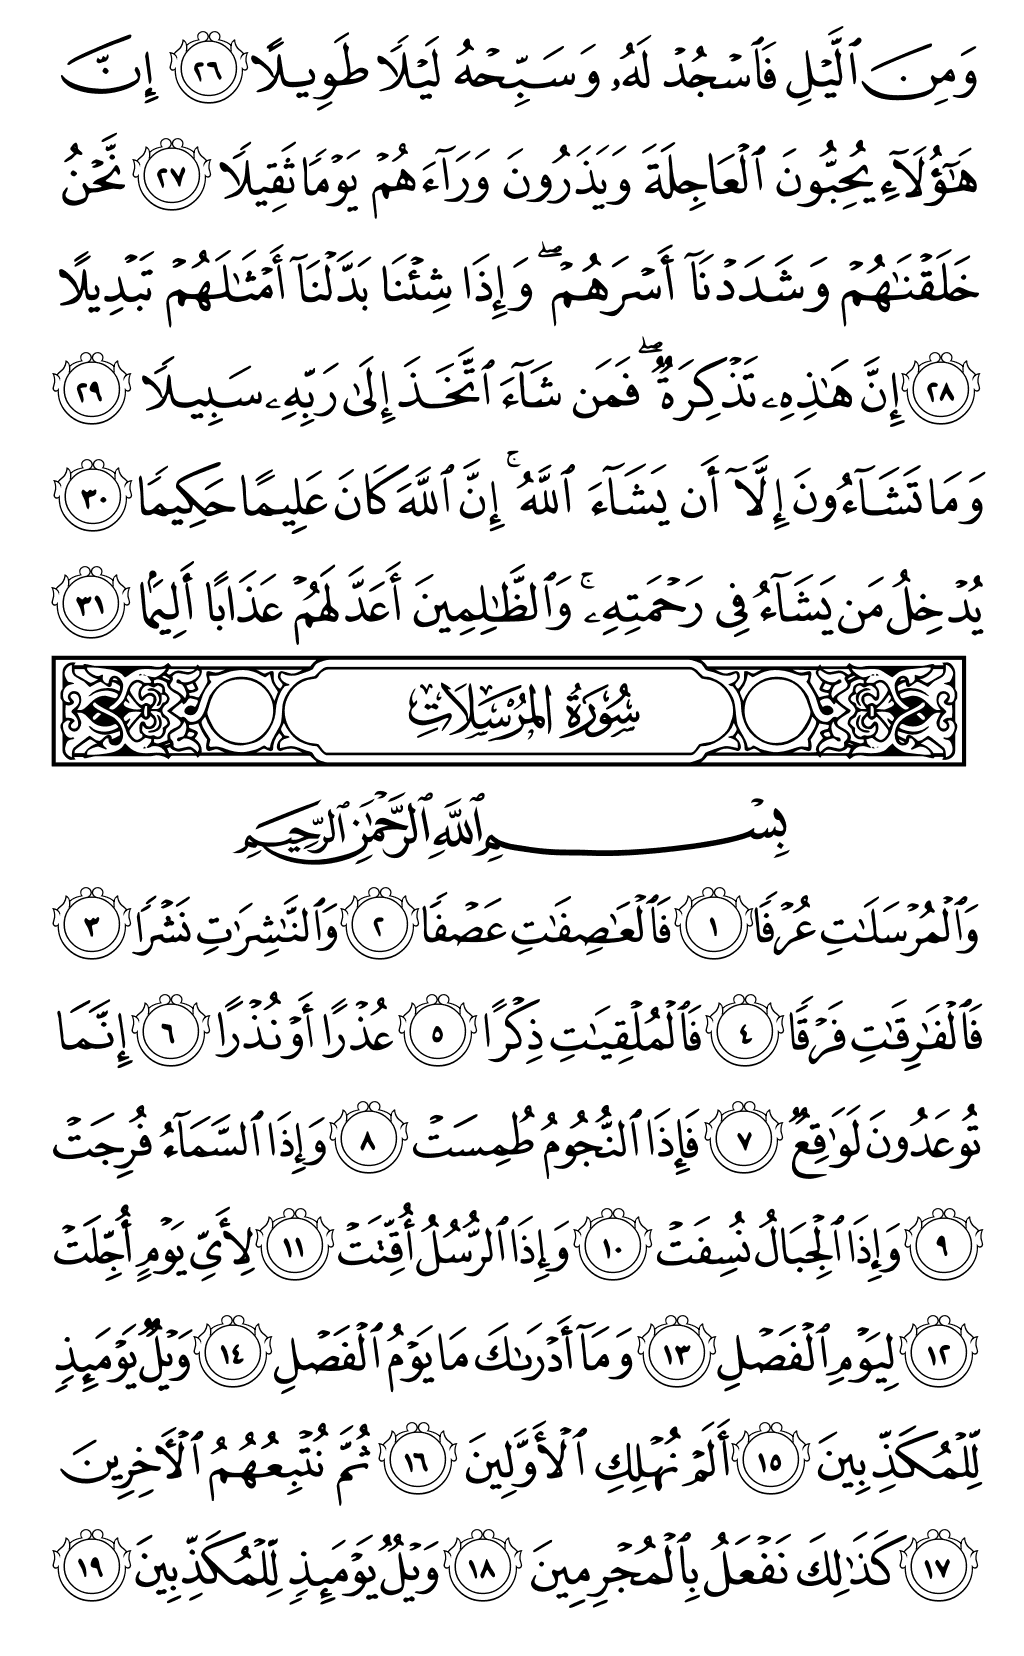 وَمِنَ ٱلَّيۡلِ فَٱسۡجُدۡ لَهُۥ وَسَبِّحۡهُ لَيۡلٗا طَوِيلًا ٢٦ إِنَّ
هَٰٓؤُلَآءِ يُحِبُّونَ ٱلۡعَاجِلَةَ وَيَذَرُونَ وَرَآءَهُمۡ يَوۡمٗا ثَقِيلٗا ٢٧ نَّحۡنُ
خَلَقۡنَٰهُمۡ وَشَدَدۡنَآ أَسۡرَهُمۡۖ وَإِذَا شِئۡنَا بَدَّلۡنَآ أَمۡثَٰلَهُمۡ تَبۡدِيلًا
٢٨ إِنَّ هَٰذِهِۦ تَذۡكِرَةٞۖ فَمَن شَآءَ ٱتَّخَذَ إِلَىٰ رَبِّهِۦ سَبِيلٗا ٢٩
وَمَا تَشَآءُونَ إِلَّآ أَن يَشَآءَ ٱللَّهُۚ إِنَّ ٱللَّهَ كَانَ عَلِيمًا حَكِيمٗا ٣٠
يُدۡخِلُ مَن يَشَآءُ فِي رَحۡمَتِهِۦۚ وَٱلظَّٰلِمِينَ أَعَدَّ لَهُمۡ عَذَابًا أَلِيمَۢا ٣١
سُورَةُ المُرۡسَلَاتِ
بِسۡمِ ٱللَّهِ ٱلرَّحۡمَٰنِ ٱلرَّحِيمِ
وَٱلۡمُرۡسَلَٰتِ عُرۡفٗا ١ فَٱلۡعَٰصِفَٰتِ عَصۡفٗا ٢ وَٱلنَّٰشِرَٰتِ نَشۡرٗا ٣
فَٱلۡفَٰرِقَٰتِ فَرۡقٗا ٤ فَٱلۡمُلۡقِيَٰتِ ذِكۡرًا ٥ عُذۡرًا أَوۡ نُذۡرًا ٦ إِنَّمَا
تُوعَدُونَ لَوَٰقِعٞ ٧ فَإِذَا ٱلنُّجُومُ طُمِسَتۡ ٨ وَإِذَا ٱلسَّمَآءُ فُرِجَتۡ
٩ وَإِذَا ٱلۡجِبَالُ نُسِفَتۡ ١٠ وَإِذَا ٱلرُّسُلُ أُقِّتَتۡ ١١ لِأَيِّ يَوۡمٍ أُجِّلَتۡ
١٢ لِيَوۡمِ ٱلۡفَصۡلِ ١٣ وَمَآ أَدۡرَىٰكَ مَا يَوۡمُ ٱلۡفَصۡلِ ١٤ وَيۡلٞ يَوۡمَئِذٖ
لِّلۡمُكَذِّبِينَ ١٥ أَلَمۡ نُهۡلِكِ ٱلۡأَوَّلِينَ ١٦ ثُمَّ نُتۡبِعُهُمُ ٱلۡأٓخِرِينَ
١٧ كَذَٰلِكَ نَفۡعَلُ بِٱلۡمُجۡرِمِينَ ١٨ وَيۡلٞ يَوۡمَئِذٖ لِّلۡمُكَذِّبِينَ ١٩